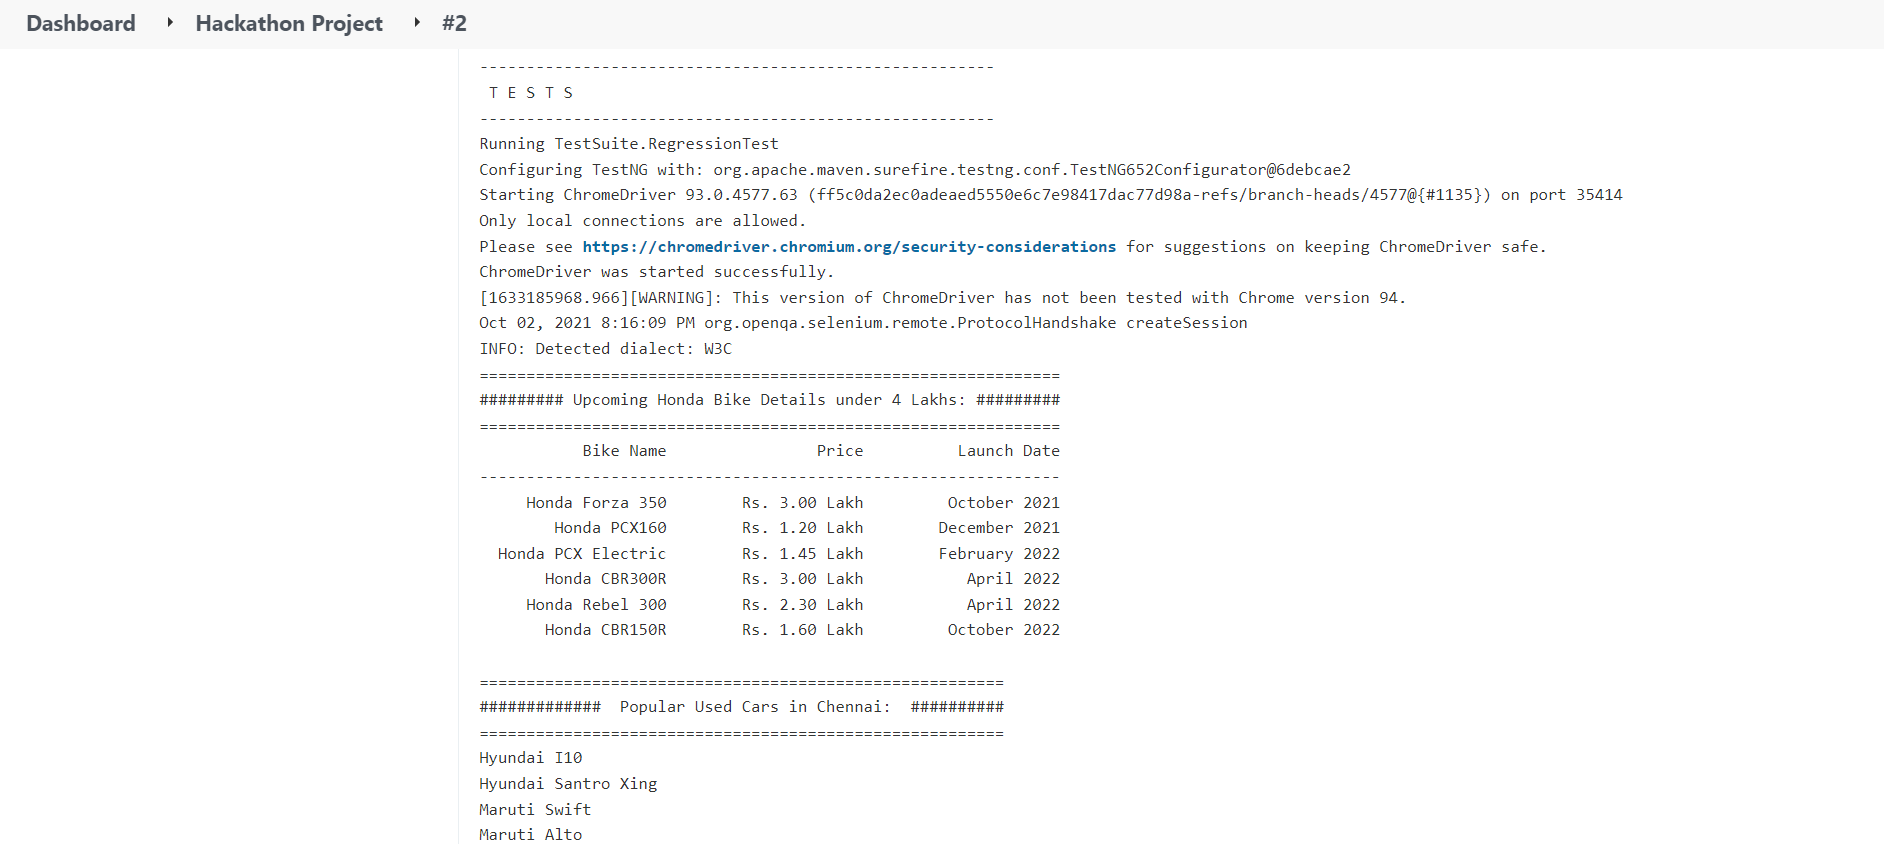 Dashboard ▸ Hackathon Project ▸ #2
-------------------------------------------------------
 T E S T S
-------------------------------------------------------
Running TestSuite.RegressionTest
Configuring TestNG with: org.apache.maven.surefire.testng.conf.TestNG652Configurator@6debcae2
Starting ChromeDriver 93.0.4577.63 (ff5c0da2ec0adeaed5550e6c7e98417dac77d98a-refs/branch-heads/4577@{#1135}) on port 35414
Only local connections are allowed.
Please see https://chromedriver.chromium.org/security-considerations for suggestions on keeping ChromeDriver safe.
ChromeDriver was started successfully.
[1633185968.966][WARNING]: This version of ChromeDriver has not been tested with Chrome version 94.
Oct 02, 2021 8:16:09 PM org.openqa.selenium.remote.ProtocolHandshake createSession
INFO: Detected dialect: W3C
==============================================================
######### Upcoming Honda Bike Details under 4 Lakhs: #########
==============================================================
           Bike Name                Price          Launch Date
--------------------------------------------------------------
     Honda Forza 350        Rs. 3.00 Lakh         October 2021
        Honda PCX160        Rs. 1.20 Lakh        December 2021
  Honda PCX Electric        Rs. 1.45 Lakh        February 2022
       Honda CBR300R        Rs. 3.00 Lakh           April 2022
     Honda Rebel 300        Rs. 2.30 Lakh           April 2022
       Honda CBR150R        Rs. 1.60 Lakh         October 2022
========================================================
#############  Popular Used Cars in Chennai:  ##########
========================================================
Hyundai I10
Hyundai Santro Xing
Maruti Swift
Maruti Alto